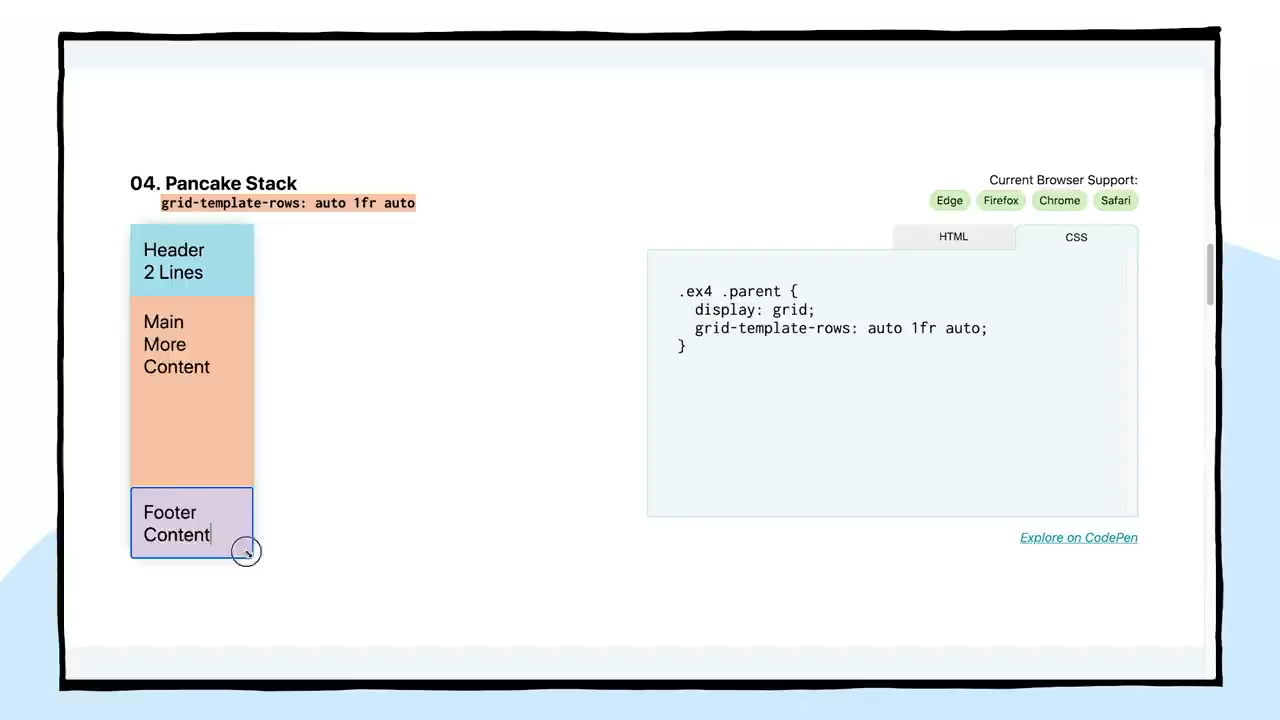 04. Pancake Stack
grid-template-rows: auto 1fr auto
Header
2 Lines
Main
More
Content
Footer
Content
Current Browser Support:
Edge Firefox Chrome Safari
HTML CSS
.ex4 .parent {
display: grid;
grid-template-rows: auto 1fr auto;
}
Explore on CodePen